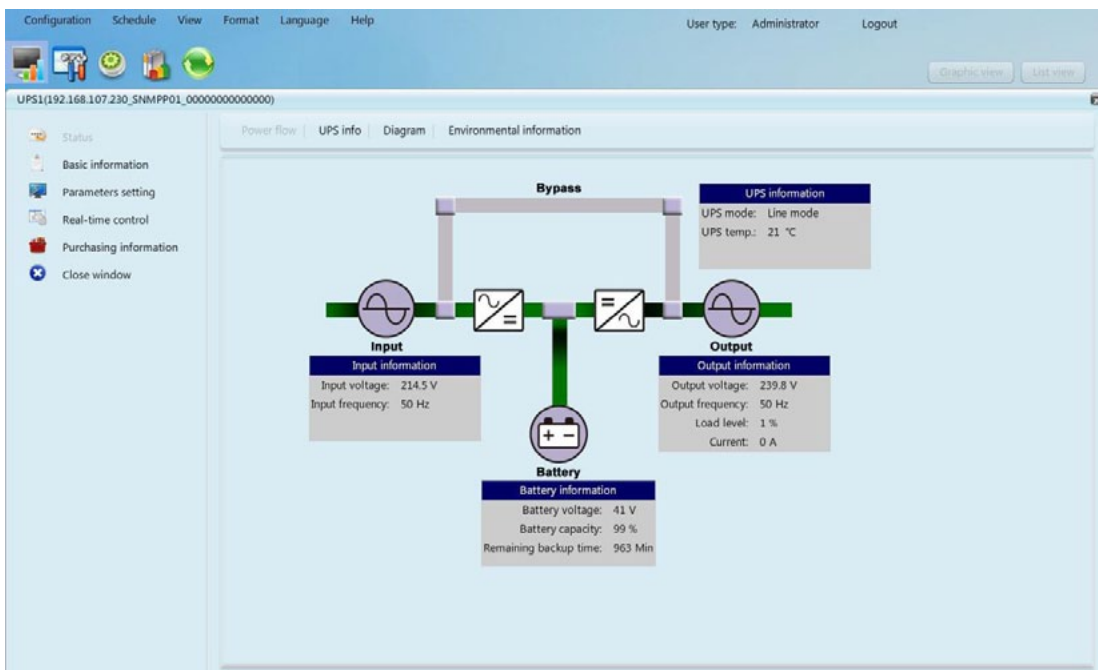 Configuration Schedule View Format Language Help User type: Administrator Logout
Graphic view List view
UPS1(192.168.107.230_SNMPP01_00000000000000)
Status
Basic information
Parameters setting
Real-time control
Purchasing information
Close window
Power flow UPS info Diagram Environmental information
Bypass
UPS information
UPS mode: Line mode
UPS temp.: 21 °C
Input
Input information
Input voltage: 214.5 V
Input frequency: 50 Hz
Output
Output information
Output voltage: 239.8 V
Output frequency: 50 Hz
Load level: 1 %
Current: 0 A
Battery
Battery information
Battery voltage: 41 V
Battery capacity: 99 %
Remaining backup time: 963 Min